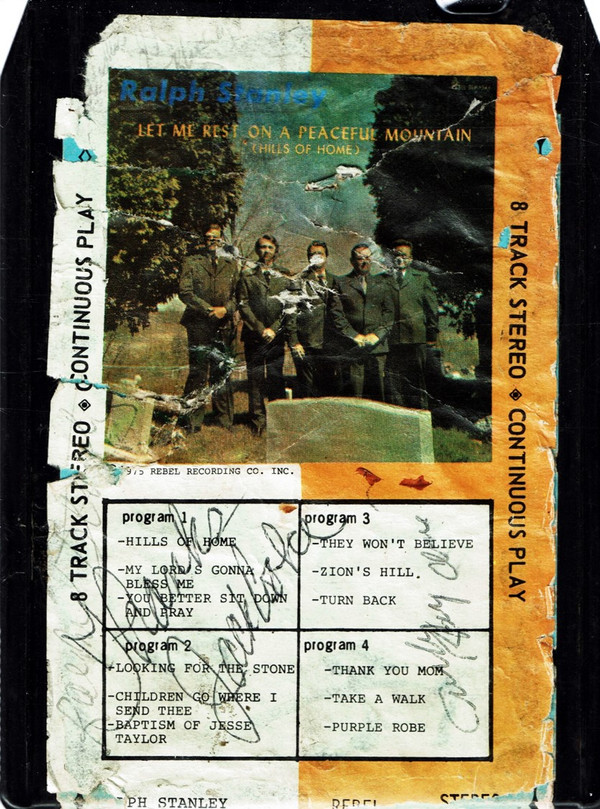 Ralph Stanley
LET ME REST ON A PEACEFUL MOUNTAIN
(HILLS OF HOME)
8 TRACK STEREO ◈ CONTINUOUS PLAY
8 TRACK STEREO ◈ CONTINUOUS PLAY
1975 REBEL RECORDING CO. INC.
program 1
-HILLS OF HOME
-MY LORD'S GONNA
BLESS ME
-YOU BETTER SIT DOWN
AND PRAY
program 2
-LOOKING FOR THE STONE
-CHILDREN GO WHERE I
SEND THEE
-BAPTISM OF JESSE
TAYLOR
program 3
-THEY WON'T BELIEVE
-ZION'S HILL.
-TURN BACK
program 4
-THANK YOU MOM
-TAKE A WALK
-PURPLE ROBE
PH STANLEY
REBEL
STEREO